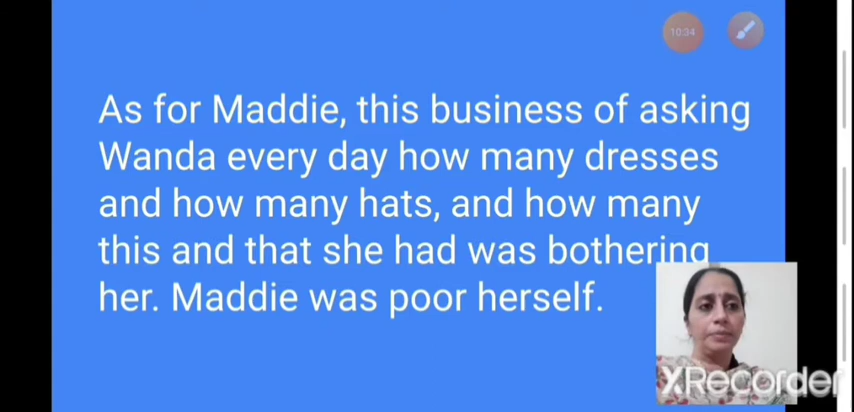 10:34
As for Maddie, this business of asking
Wanda every day how many dresses
and how many hats, and how many
this and that she had was bothering
her. Maddie was poor herself.
XRecorder